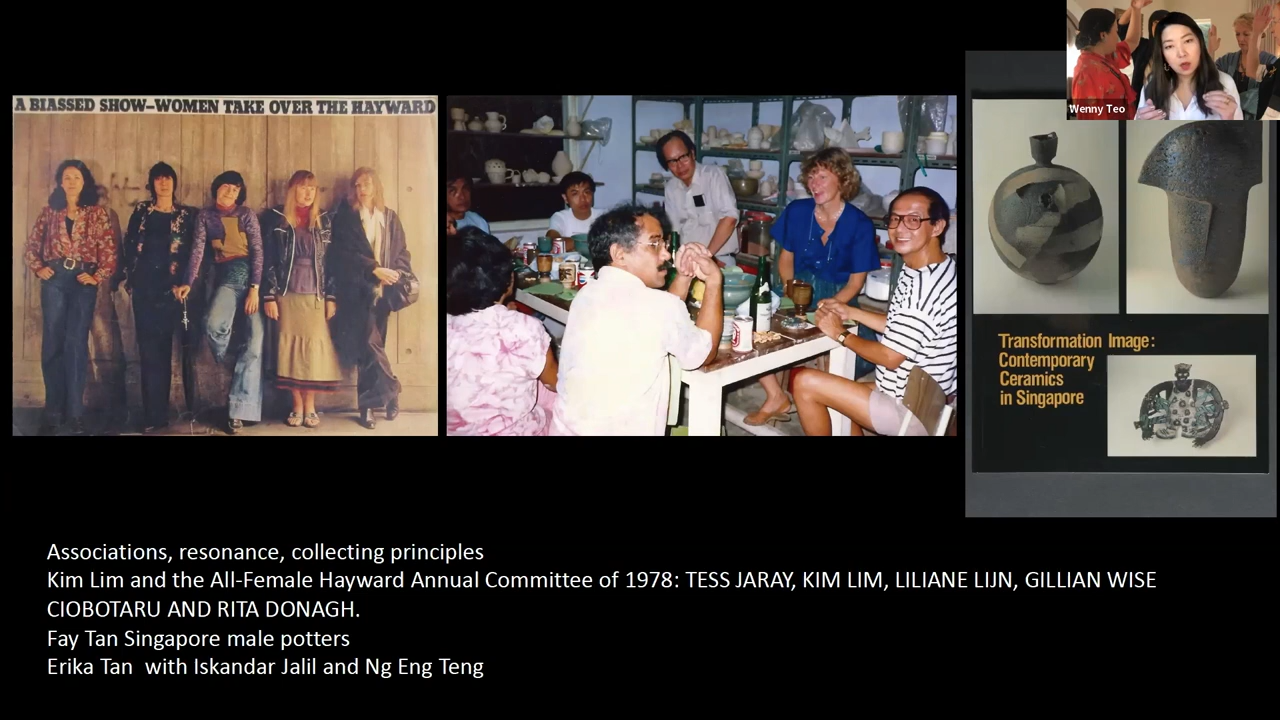 A BIASSED SHOW—WOMEN TAKE OVER THE HAYWARD
Wenny Teo
Transformation Image:
Contemporary
Ceramics
in Singapore
Associations, resonance, collecting principles
Kim Lim and the All-Female Hayward Annual Committee of 1978: TESS JARAY, KIM LIM, LILIANE LIJN, GILLIAN WISE
CIOBOTARU AND RITA DONAGH.
Fay Tan Singapore male potters
Erika Tan  with Iskandar Jalil and Ng Eng Teng